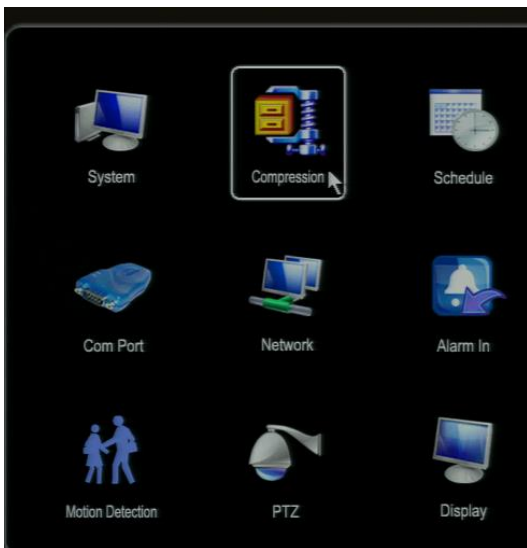 System
Compression
Schedule
Com Port
Network
Alarm In
Motion Detection
PTZ
Display